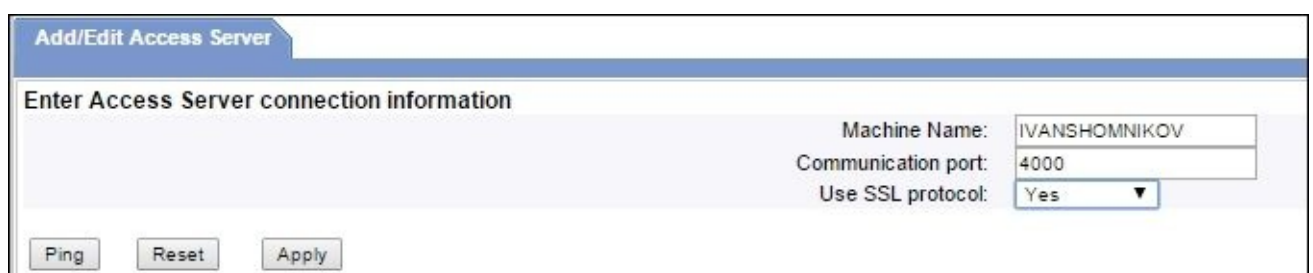 Add/Edit Access Server
Enter Access Server connection information
Machine Name: IVANSHOMNIKOV
Communication port: 4000
Use SSL protocol: Yes
Ping Reset Apply